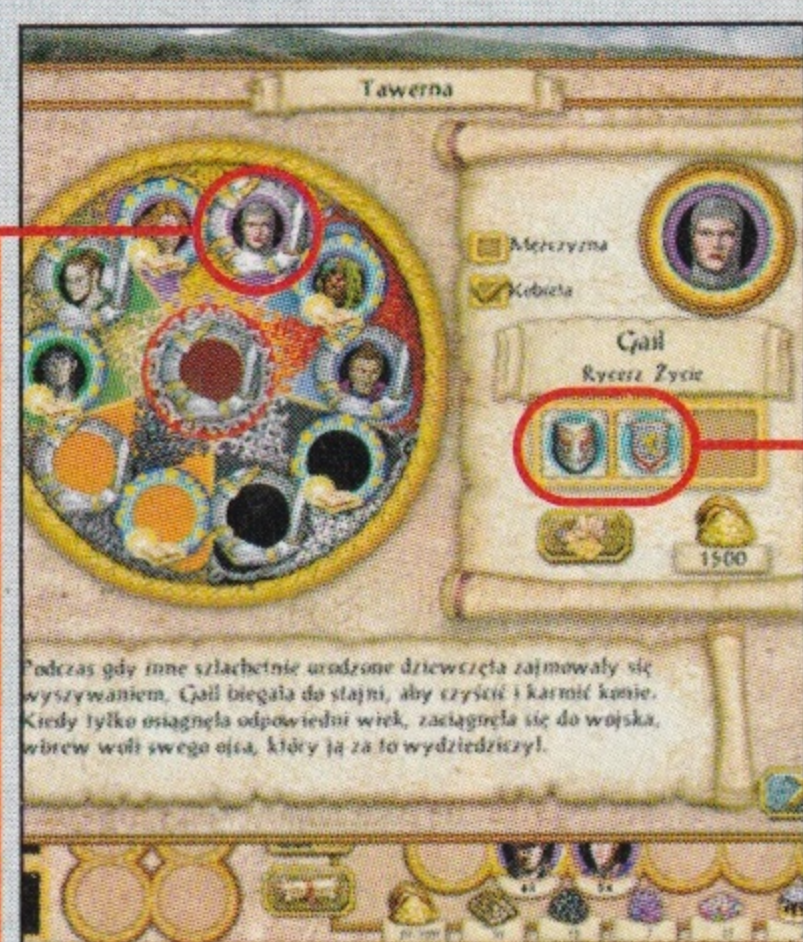 Tawerna
Mężczyzna
Kobieta
Gail
Rycerz Życie
1500
Podczas gdy inne szlachetnie urodzone dziewczęta zajmowały się
wyszywaniem, Gail biegała do stajni, aby czyścić i karmić konie.
Kiedy tylko osiągnęła odpowiedni wiek, zaciągnęła się do wojska,
wbrew woli swego ojca, który ją za to wydziedziczył.